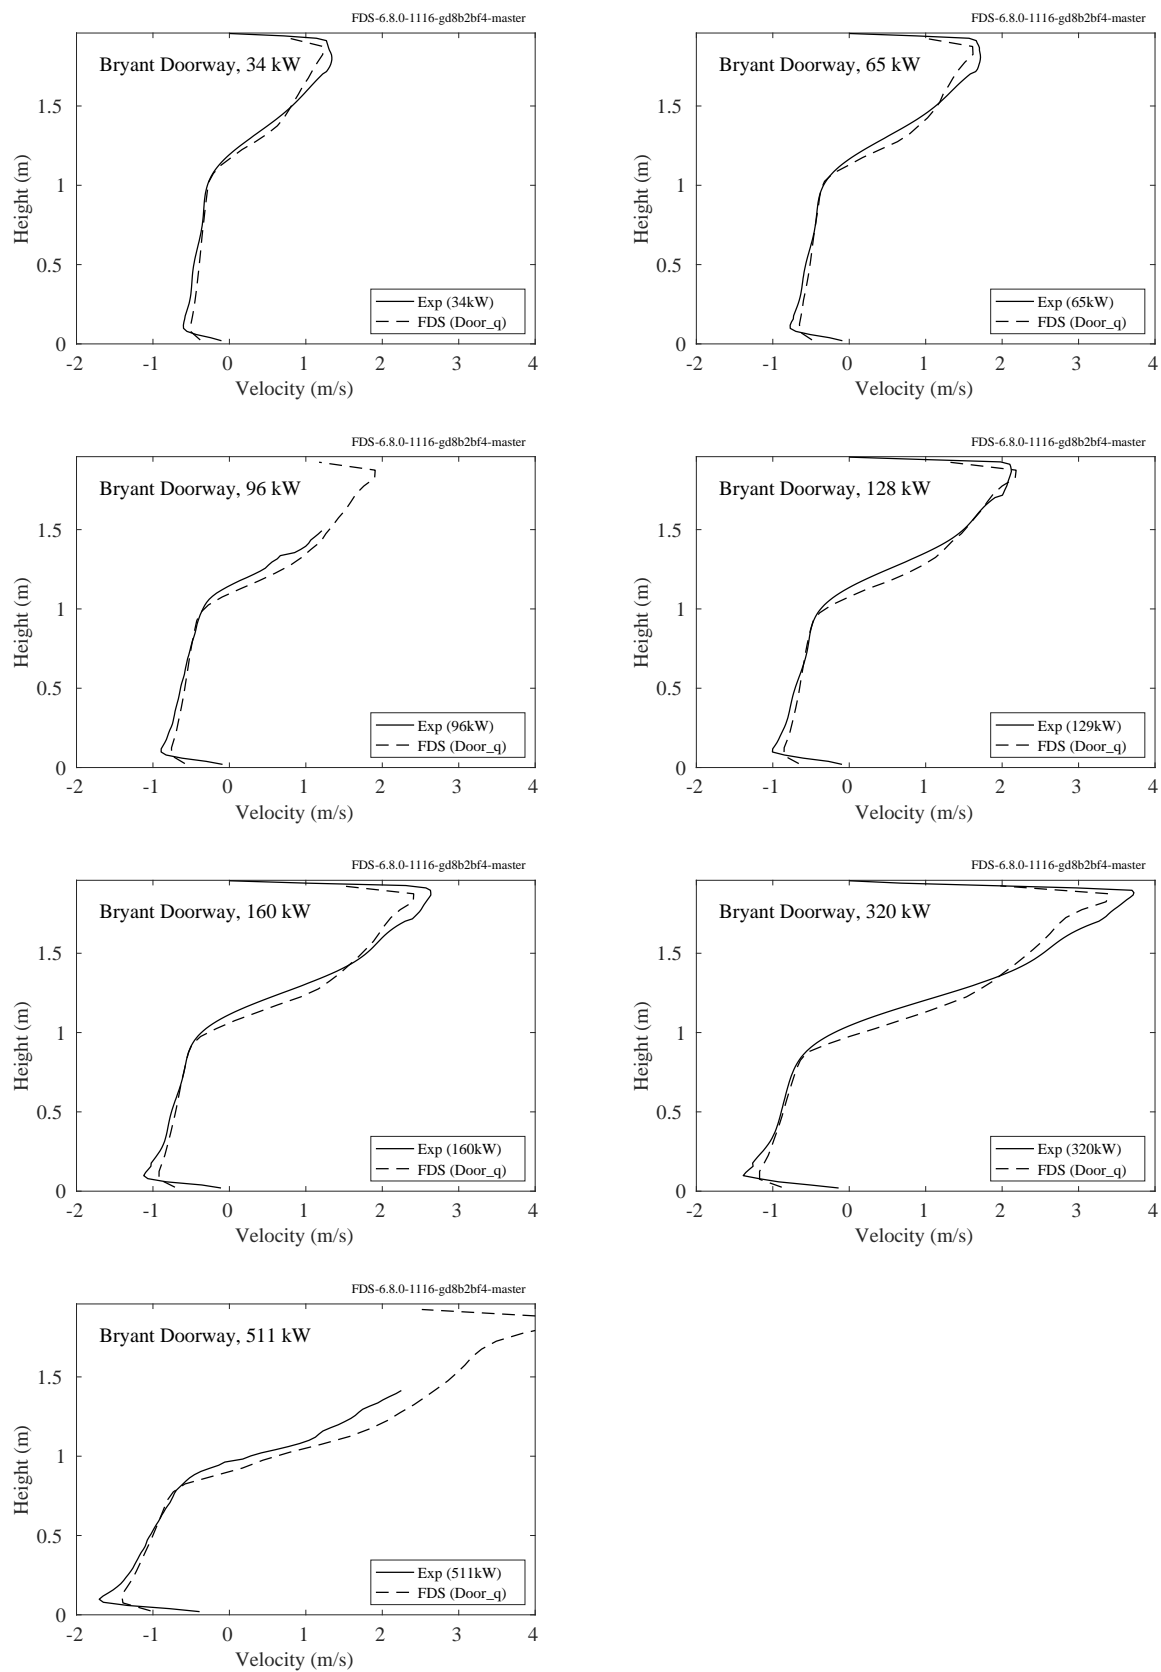 FDS-6.8.0-1116-gd8b2bf4-master
Bryant Doorway, 34 kW
Height (m)
1.5
1
0.5
0
Exp (34kW)
FDS (Door_q)
-2 -1 0 1 2 3 4
Velocity (m/s)
FDS-6.8.0-1116-gd8b2bf4-master
Bryant Doorway, 65 kW
Height (m)
1.5
1
0.5
0
Exp (65kW)
FDS (Door_q)
-2 -1 0 1 2 3 4
Velocity (m/s)
FDS-6.8.0-1116-gd8b2bf4-master
Bryant Doorway, 96 kW
Height (m)
1.5
1
0.5
0
Exp (96kW)
FDS (Door_q)
-2 -1 0 1 2 3 4
Velocity (m/s)
FDS-6.8.0-1116-gd8b2bf4-master
Bryant Doorway, 128 kW
Height (m)
1.5
1
0.5
0
Exp (129kW)
FDS (Door_q)
-2 -1 0 1 2 3 4
Velocity (m/s)
FDS-6.8.0-1116-gd8b2bf4-master
Bryant Doorway, 160 kW
Height (m)
1.5
1
0.5
0
Exp (160kW)
FDS (Door_q)
-2 -1 0 1 2 3 4
Velocity (m/s)
FDS-6.8.0-1116-gd8b2bf4-master
Bryant Doorway, 320 kW
Height (m)
1.5
1
0.5
0
Exp (320kW)
FDS (Door_q)
-2 -1 0 1 2 3 4
Velocity (m/s)
FDS-6.8.0-1116-gd8b2bf4-master
Bryant Doorway, 511 kW
Height (m)
1.5
1
0.5
0
Exp (511kW)
FDS (Door_q)
-2 -1 0 1 2 3 4
Velocity (m/s)